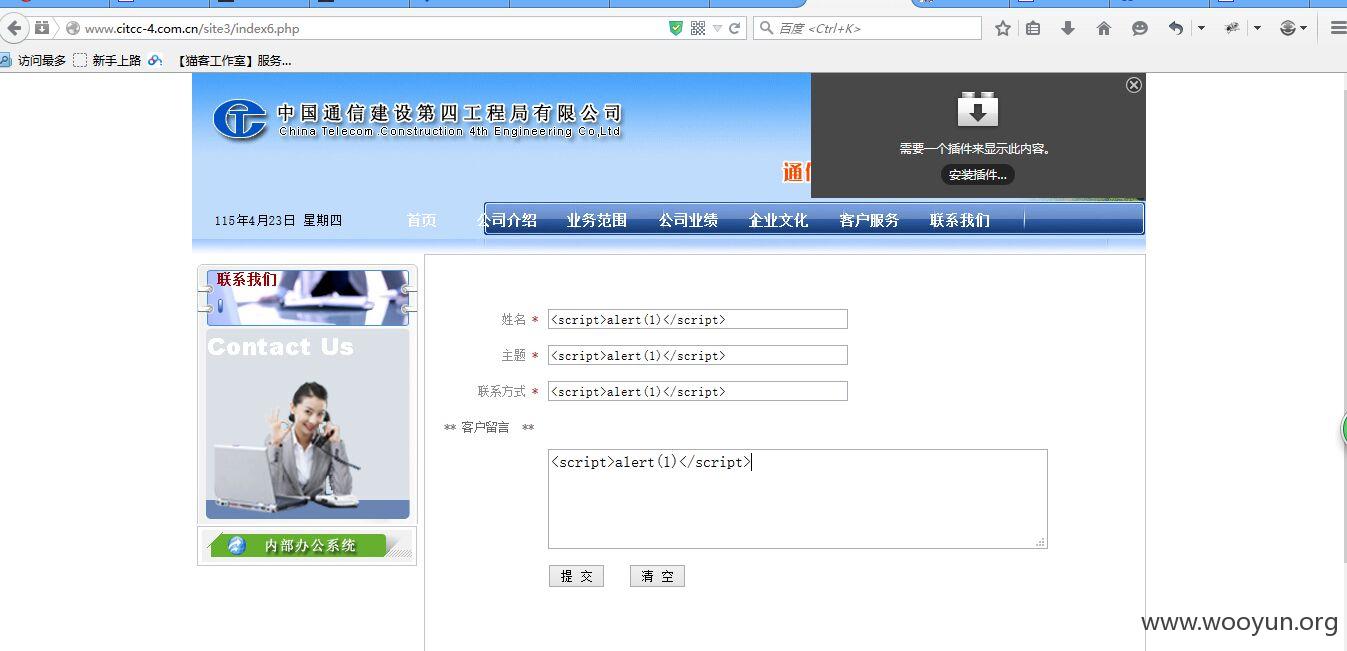 www.citcc-4.com.cn/site3/index6.php
百度 <Ctrl+K>
访问最多 新手上路 【猫客工作室】服务...
中国通信建设第四工程局有限公司
China Telecom .Construction 4th Engineering Co,Ltd
需要一个插件来显示此内容。
安装插件...
通信
115年4月23日 星期四 首页 公司介绍 业务范围 公司业绩 企业文化 客户服务 联系我们
联系我们
Contact Us
内部办公系统
姓名 * <script>alert(1)</script>
主题 * <script>alert(1)</script>
联系方式 * <script>alert(1)</script>
** 客户留言 **
<script>alert(1)</script>
提 交 清 空
www.wooyun.org